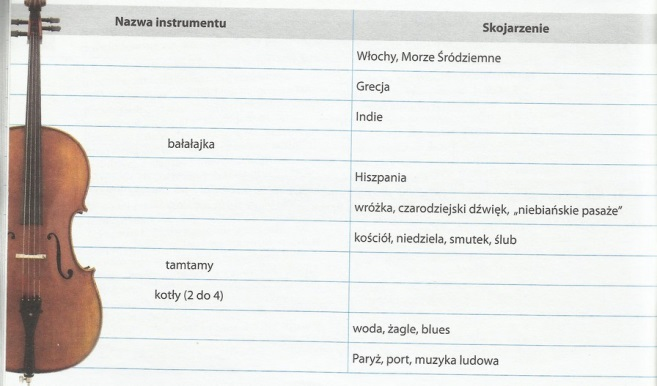 Nazwa instrumentu Skojarzenie
Włochy, Morze Śródziemne
Grecja
Indie
bałałajka
Hiszpania
wróżka, czarodziejski dźwięk, „niebiańskie pasaże”
kościół, niedziela, smutek, ślub
tamtamy
kotły (2 do 4)
woda, żagle, blues
Paryż, port, muzyka ludowa